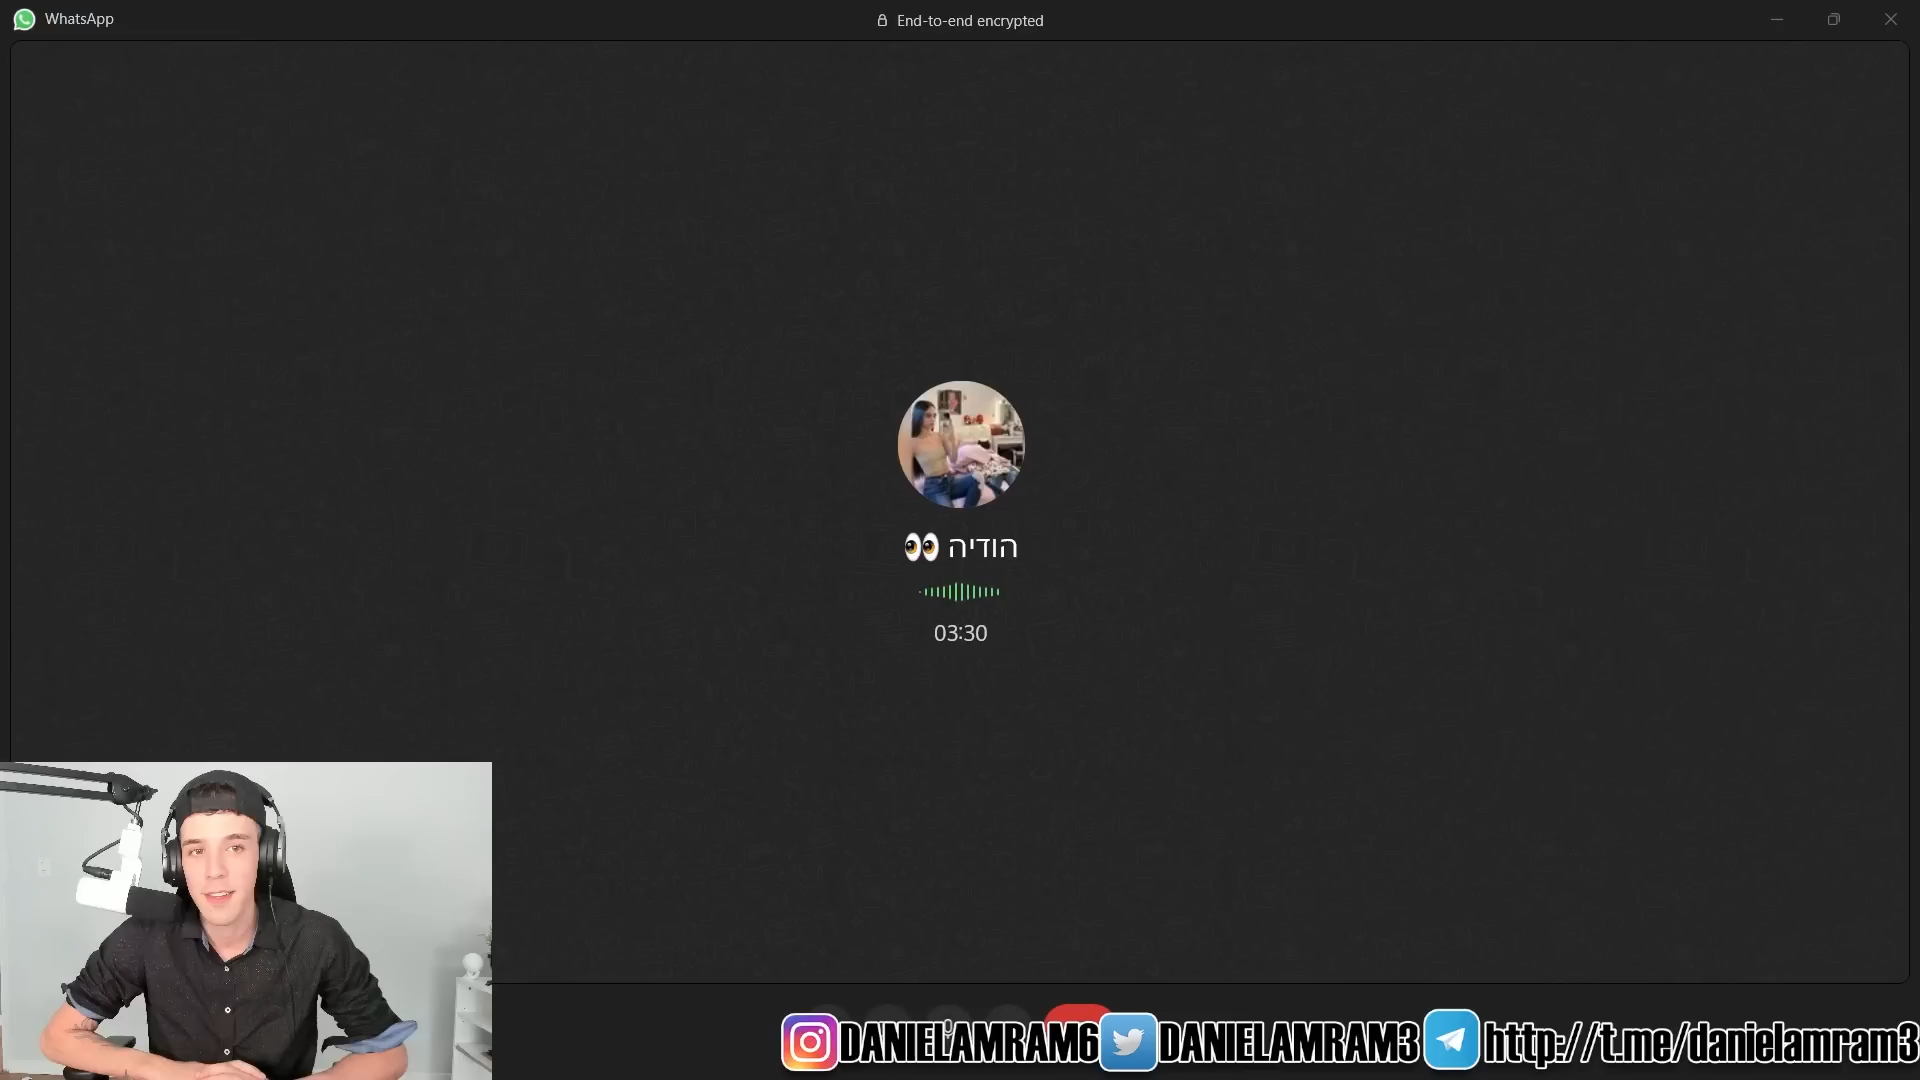 WhatsApp
End-to-end encrypted
הודיה 👀
03:30
DANIELAMRAM6 DANIELAMRAM3 http://t.me/danielamram3